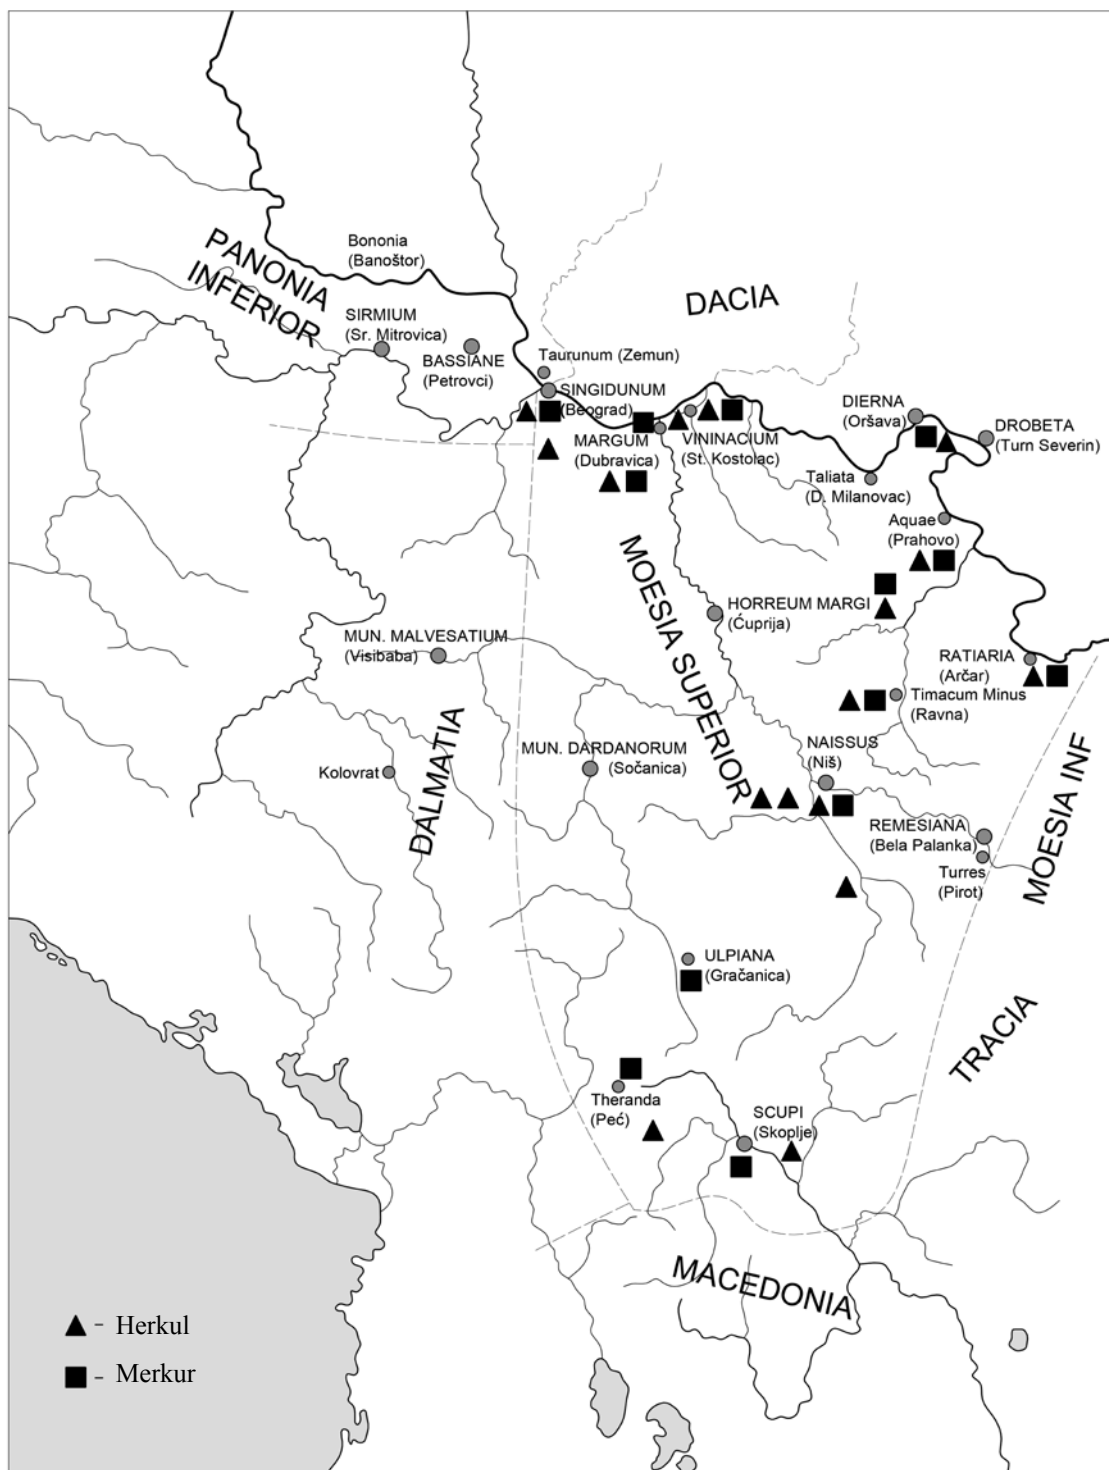 Bononia
(Banoštor)
PANONIA
INFERIOR
DACIA
SIRMIUM
(Sr. Mitrovica)
BASSIANE
(Petrovci)
Taurunum (Zemun)
SINGIDUNUM
(Beograd)
MARGUM
(Dubravica)
VININACIUM
(St. Kostolac)
DIERNA
(Oršava)
DROBETA
(Turn Severin)
Taliata
(D. Milanovac)
Aquae
(Prahovo)
MOESIA SUPERIOR
HORREUM MARGI
(Ćuprija)
MUN. MALVESATIUM
(Visibaba)
RATIARIA
(Arčar)
Timacum Minus
(Ravna)
DALMATIA
MUN. DARDANORUM
(Sočanica)
Kolovrat
NAISSUS
(Niš)
MOESIA INF
REMESIANA
(Bela Palanka)
Turres
(Pirot)
ULPIANA
(Gračanica)
TRACIA
Theranda
(Peć)
SCUPI
(Skoplje)
MACEDONIA
- Herkul
- Merkur